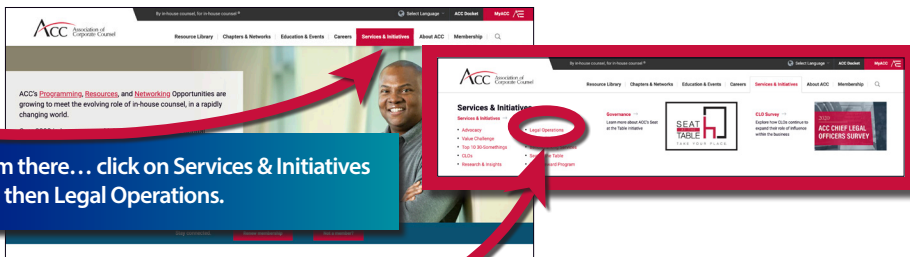 By in-house counsel, for in-house counsel.®
Select Language
ACC Docket
MyACC
ACC Association of
Corporate Counsel
Resource Library | Chapters & Networks | Education & Events | Careers | Services & Initiatives | About ACC | Membership
ACC's Programming, Resources, and Networking Opportunities are
growing to meet the evolving role of in-house counsel, in a rapidly
changing world.
m there… click on Services & Initiatives
then Legal Operations.
By in-house counsel, for in-house counsel.®
Select Language
ACC Docket
MyACC
ACC Association of
Corporate Counsel
Resource Library | Chapters & Networks | Education & Events | Careers | Services & Initiatives | About ACC | Membership
Services & Initiatives
Services & Initiatives →
• Advocacy
• Value Challenge
• Top 10 30-Somethings
• CLOs
• Research & Insights
• Legal Operations
Program
Governance →
Learn more about ACC's Seat
at the Table Initiative
SEAT
AT THE
TABLE
TAKE YOUR PLACE
CLO Survey →
Explore how CLOs continue to
expand their role of influence
within the business
2020
ACC CHIEF LEGAL
OFFICERS SURVEY